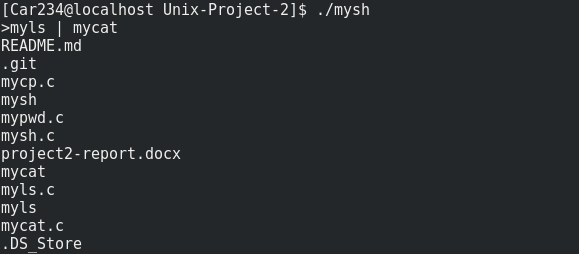 [Car234@localhost Unix-Project-2]$ ./mysh
>myls | mycat
README.md
.git
mycp.c
mysh
mypwd.c
mysh.c
project2-report.docx
mycat
myls.c
myls
mycat.c
.DS_Store